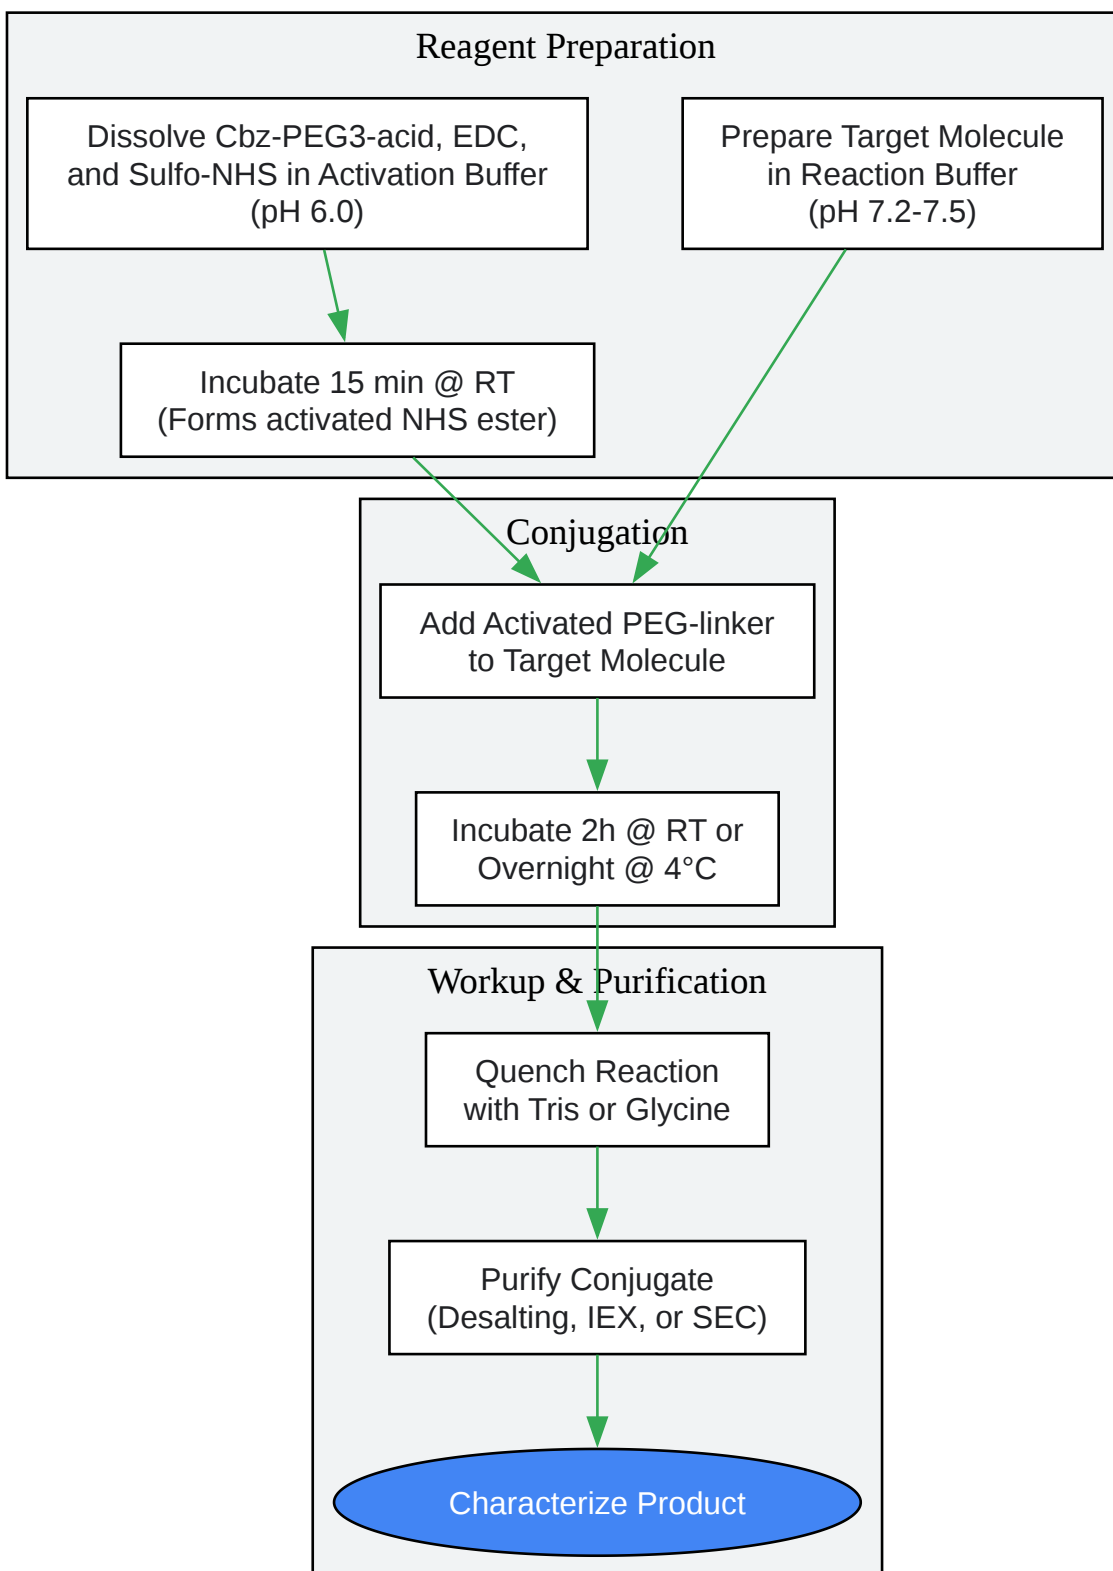 Reagent Preparation
Dissolve Cbz-PEG3-acid, EDC,
and Sulfo-NHS in Activation Buffer
(pH 6.0)
Prepare Target Molecule
in Reaction Buffer
(pH 7.2-7.5)
Incubate 15 min @ RT
(Forms activated NHS ester)
Conjugation
Add Activated PEG-linker
to Target Molecule
Incubate 2h @ RT or
Overnight @ 4°C
Workup & Purification
Quench Reaction
with Tris or Glycine
Purify Conjugate
(Desalting, IEX, or SEC)
Characterize Product